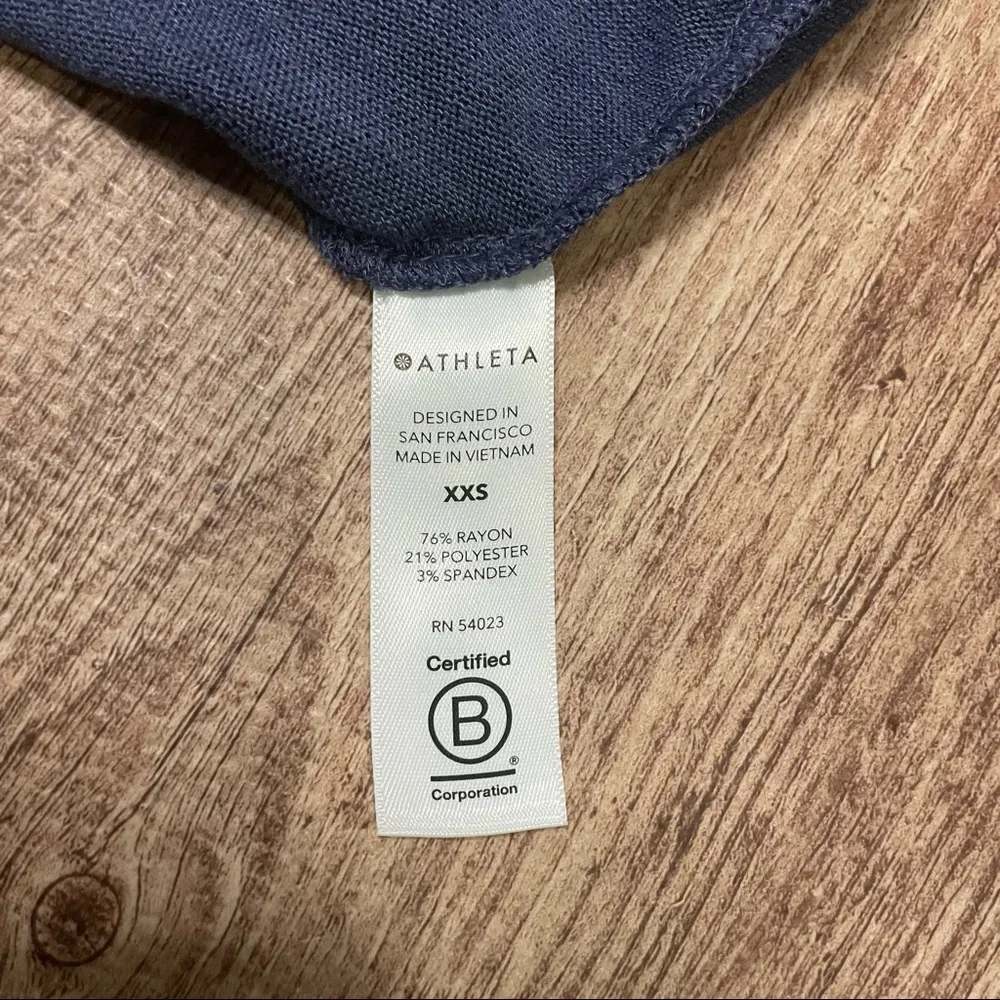 ATHLETA
DESIGNED IN
SAN FRANCISCO
MADE IN VIETNAM
XXS
76% RAYON
21% POLYESTER
3% SPANDEX
RN 54023
Certified
B
®
Corporation